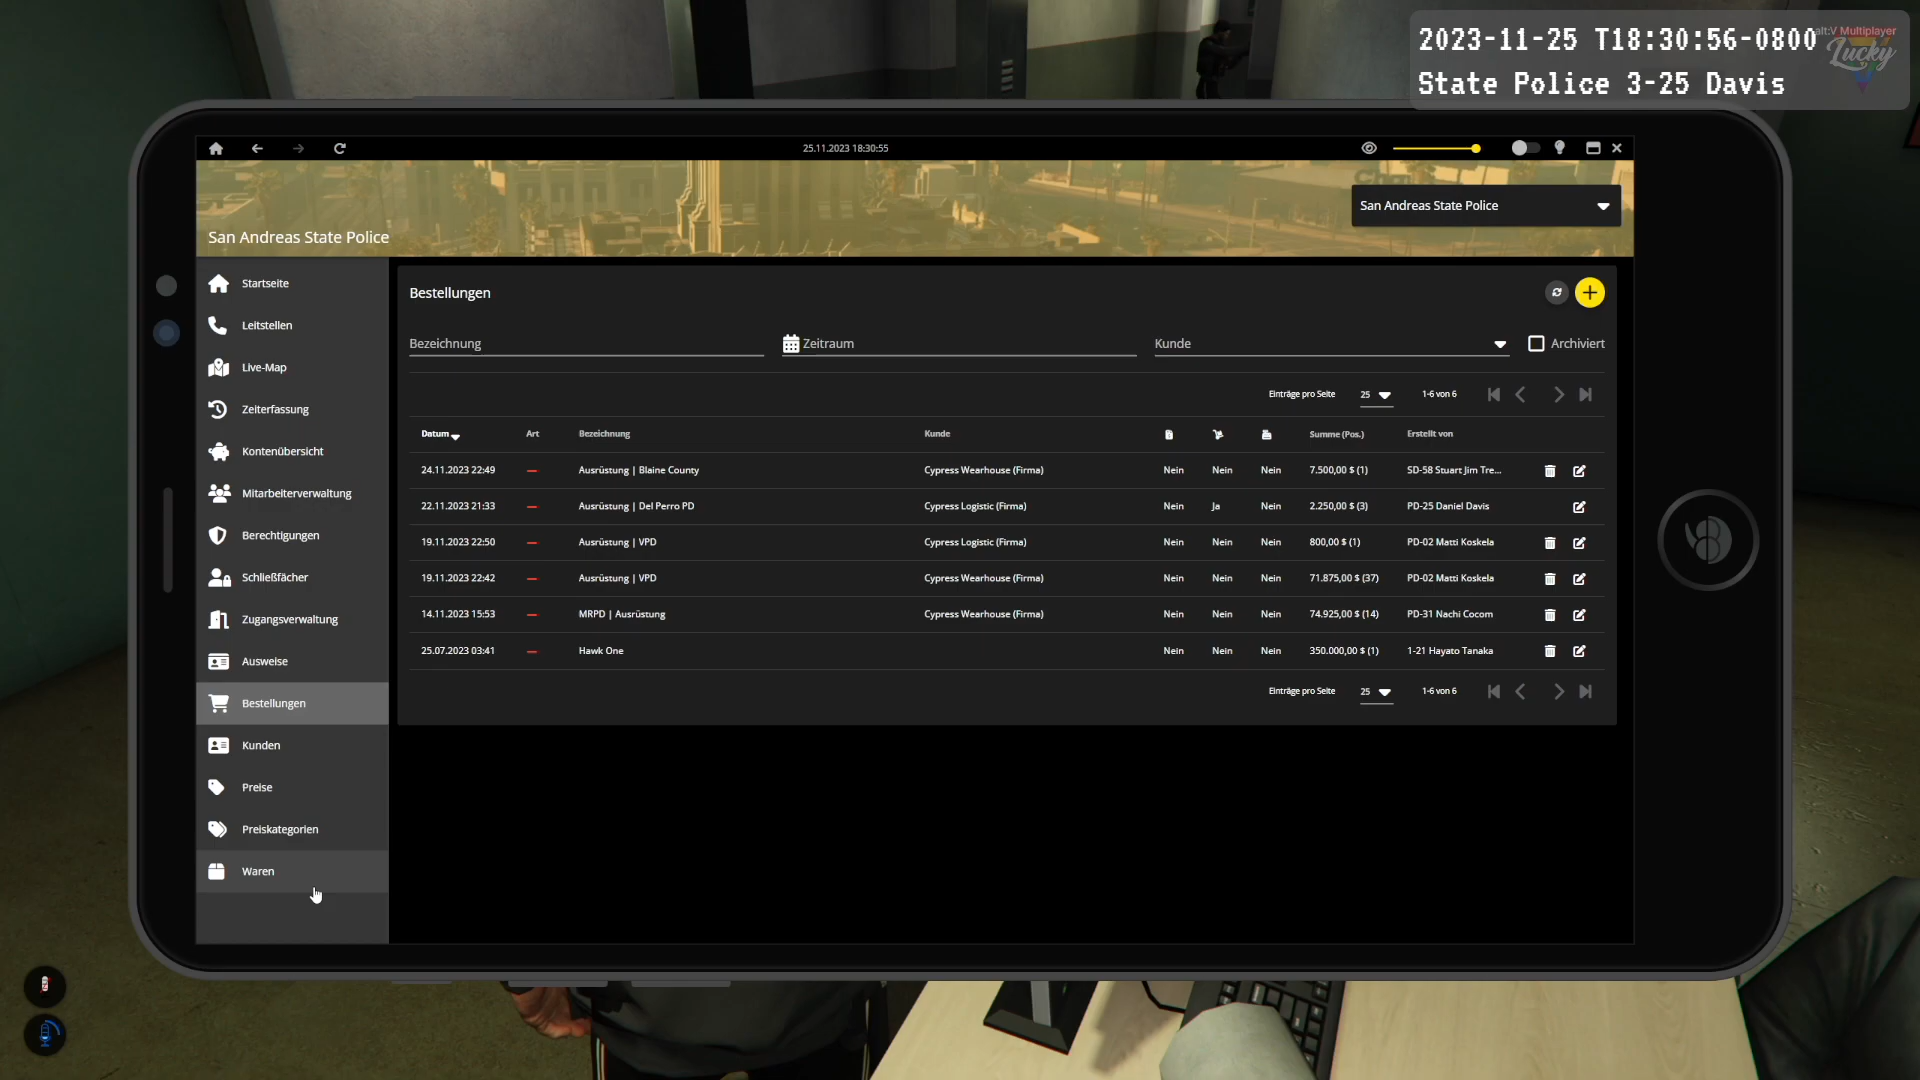 2023-11-25 T18:30:56-0800
alt:V Multiplayer
Lucky
State Police 3-25 Davis
25.11.2023 18:30:55
San Andreas State Police
San Andreas State Police
Startseite
Leitstellen
Live-Map
Zeiterfassung
Kontenübersicht
Mitarbeiterverwaltung
Berechtigungen
Schließfächer
Zugangsverwaltung
Ausweise
Bestellungen
Kunden
Preise
Preiskategorien
Waren
Bestellungen
Bezeichnung Zeitraum Kunde Archiviert
Einträge pro Seite 25 1-6 von 6
Datum Art Bezeichnung Kunde Summe (Pos.) Erstellt von
24.11.2023 22:49 Ausrüstung | Blaine County Cypress Wearhouse (Firma) Nein Nein Nein 7.500,00 $ (1) SD-58 Stuart Jim Tre...
22.11.2023 21:33 Ausrüstung | Del Perro PD Cypress Logistic (Firma) Nein Ja Nein 2.250,00 $ (3) PD-25 Daniel Davis
19.11.2023 22:50 Ausrüstung | VPD Cypress Logistic (Firma) Nein Nein Nein 800,00 $ (1) PD-02 Matti Koskela
19.11.2023 22:42 Ausrüstung | VPD Cypress Wearhouse (Firma) Nein Nein Nein 71.875,00 $ (37) PD-02 Matti Koskela
14.11.2023 15:53 MRPD | Ausrüstung Cypress Wearhouse (Firma) Nein Nein Nein 74.925,00 $ (14) PD-31 Nachi Cocom
25.07.2023 03:41 Hawk One Nein Nein Nein 350.000,00 $ (1) 1-21 Hayato Tanaka
Einträge pro Seite 25 1-6 von 6